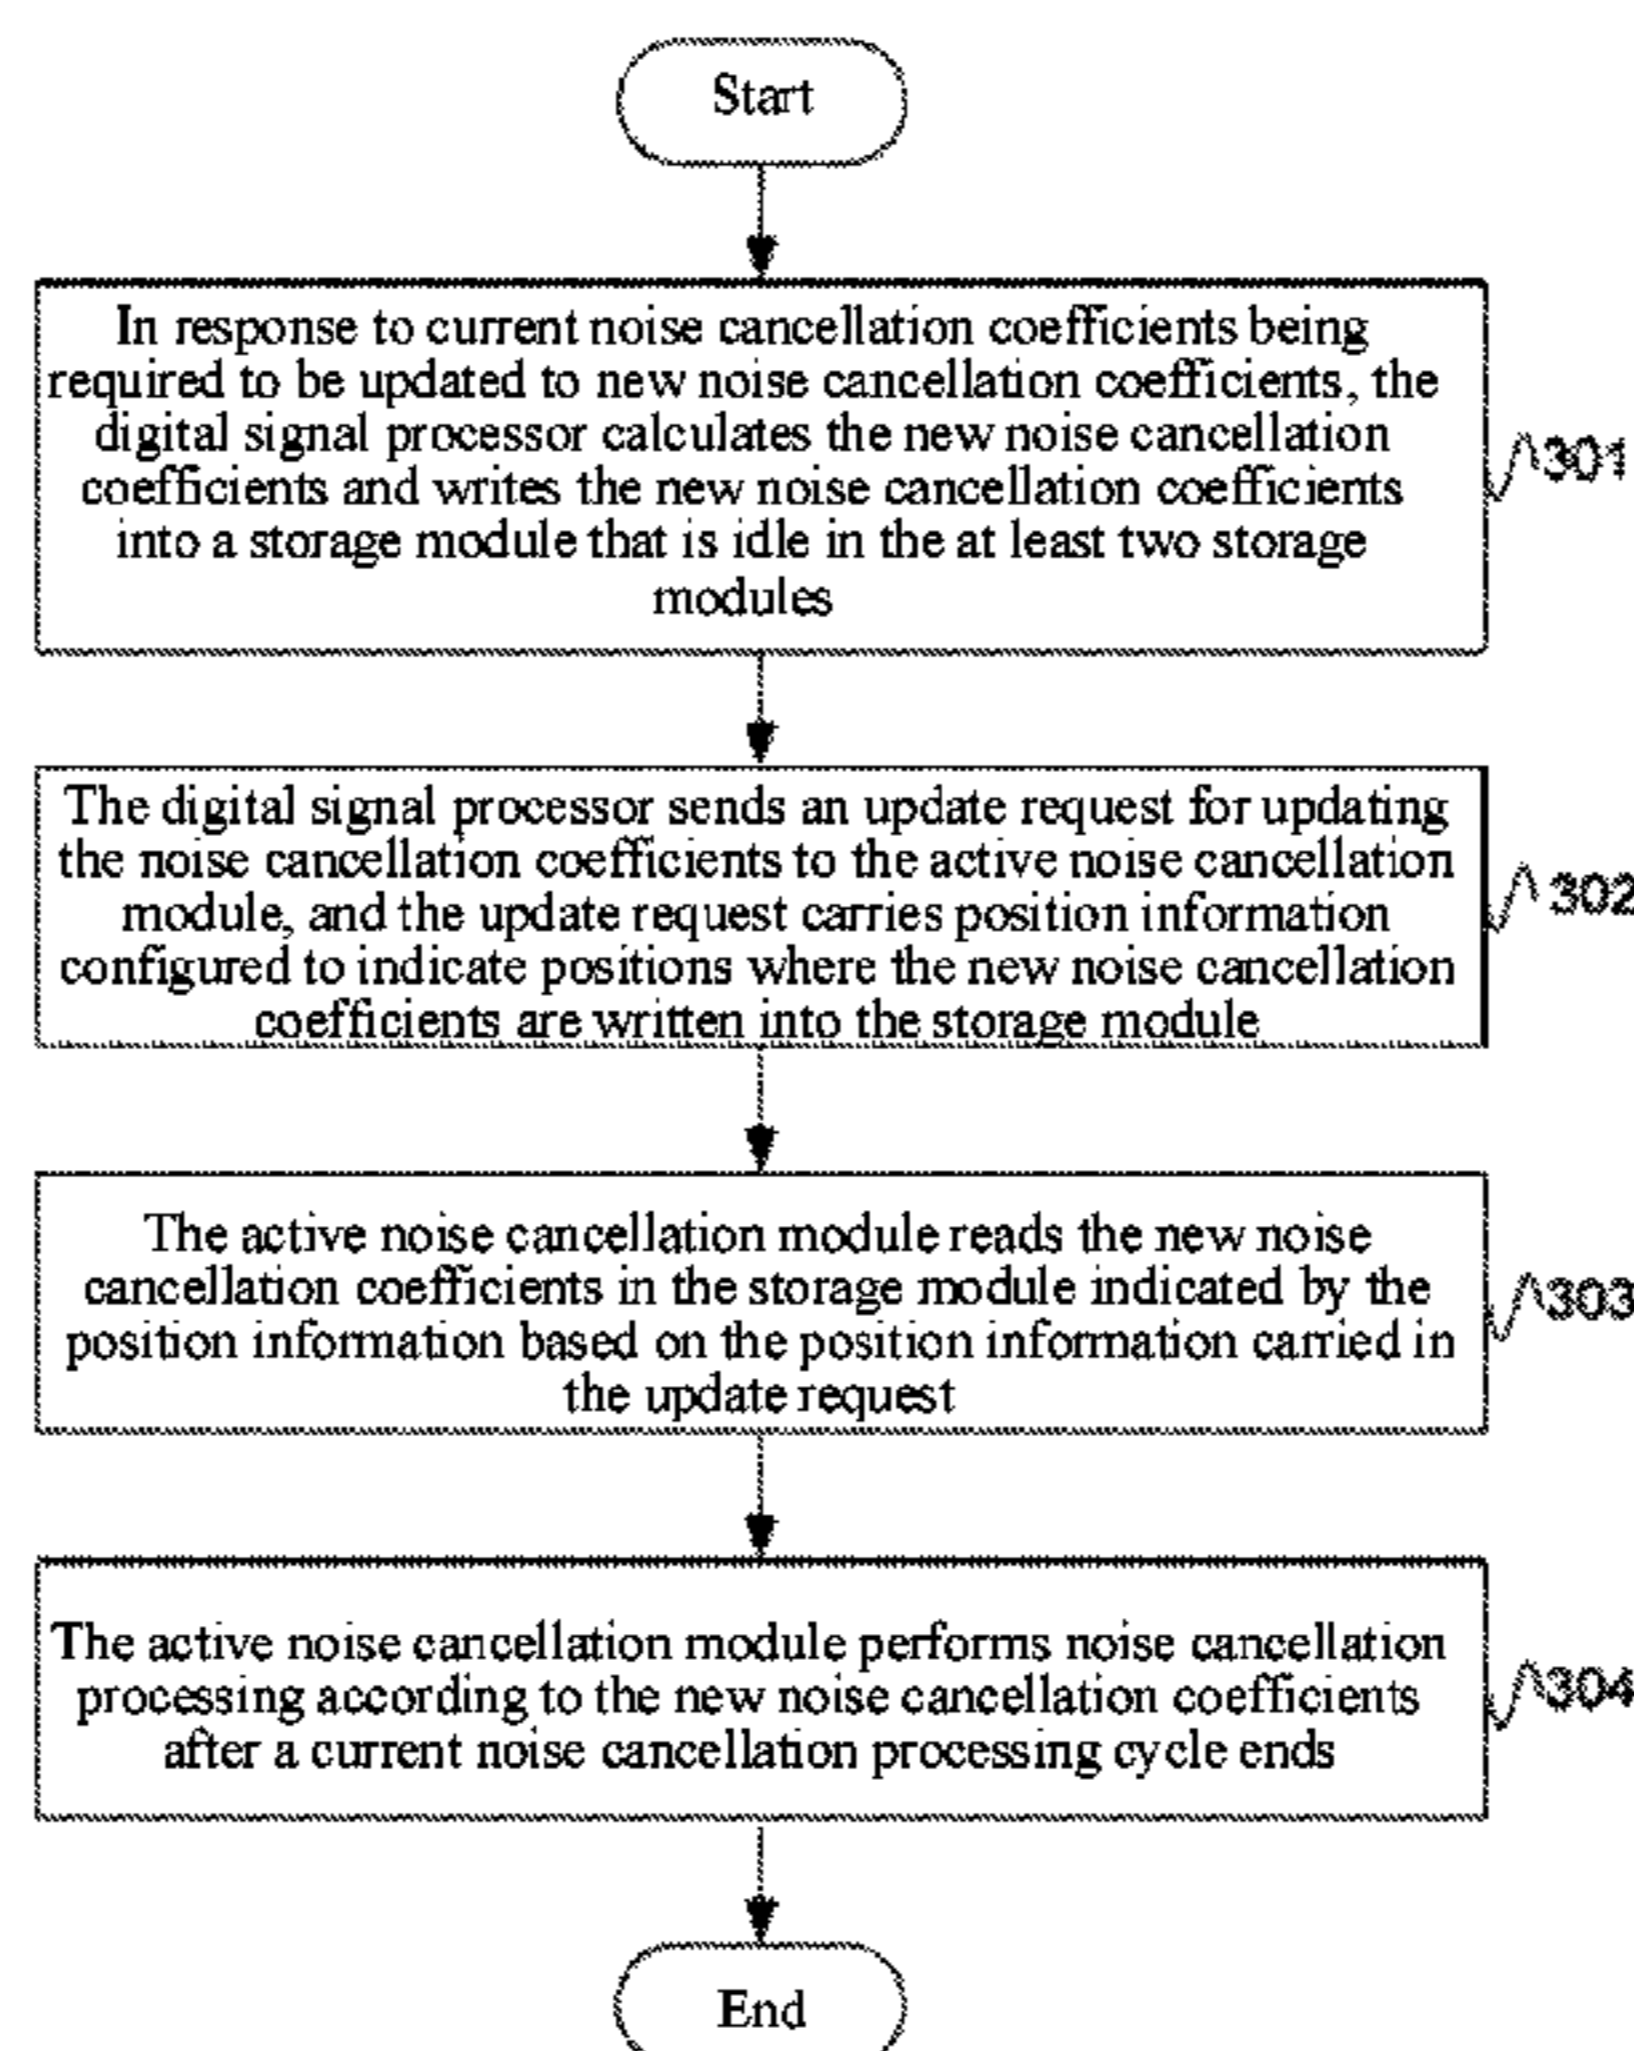 Start
In response to current noise cancellation coefficients being
required to be updated to new noise cancellation coefficients, the
digital signal processor calculates the new noise cancellation
coefficients and writes the new noise cancellation coefficients
into a storage module that is idle in the at least two storage
modules
301
The digital signal processor sends an update request for updating
the noise cancellation coefficients to the active noise cancellation
module, and the update request carries position information
configured to indicate positions where the new noise cancellation
coefficients are written into the storage module
302
The active noise cancellation module reads the new noise
cancellation coefficients in the storage module indicated by the
position information based on the position information carried in
the update request
303
The active noise cancellation module performs noise cancellation
processing according to the new noise cancellation coefficients
after a current noise cancellation processing cycle ends
304
End